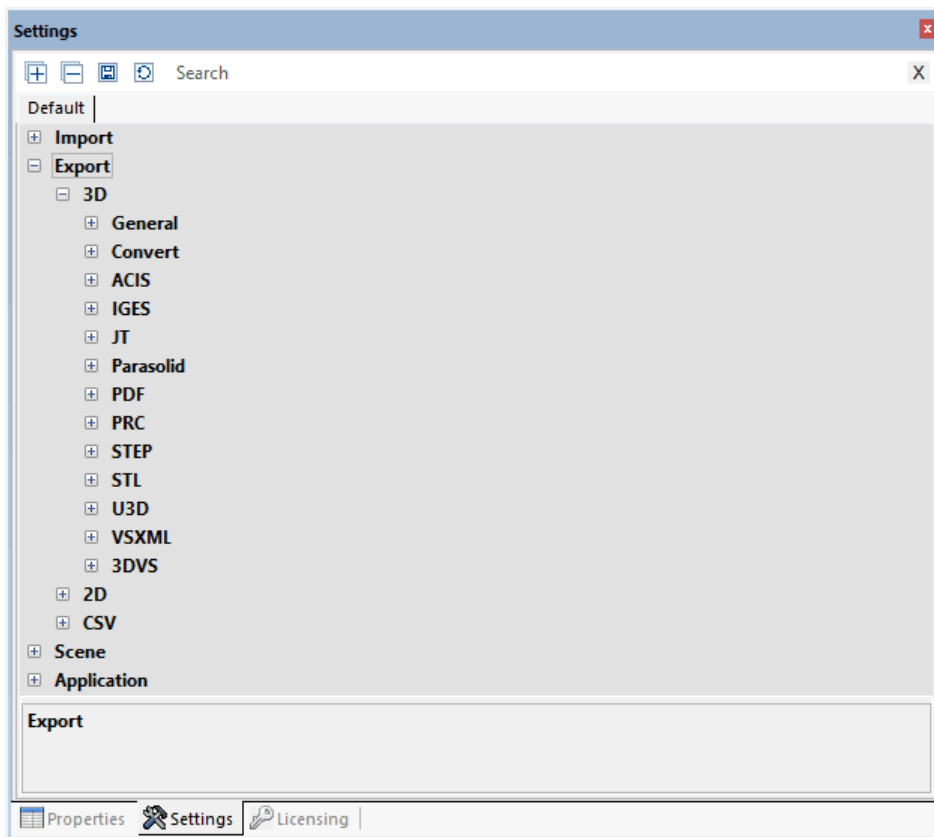 Settings
x
Search X
Default
Import
Export
3D
General
Convert
ACIS
IGES
JT
Parasolid
PDF
PRC
STEP
STL
U3D
VSXML
3DVS
2D
CSV
Scene
Application
Export
Properties Settings Licensing